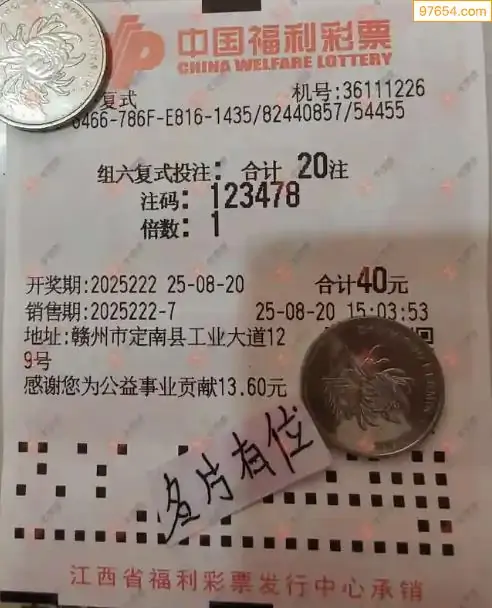 97654.com
中国福利彩票
CHINA WELFARE LOTTERY
复式 机号:36111226
6466-786F-E816-1435/82440857/54455
组六复式投注: 合计 20注
注码: 123478
倍数: 1
开奖期:2025222 25-08-20 合计40元
销售期:2025222-7 25-08-20 15:03:53
地址:赣州市定南县工业大道12
9号
感谢您为公益事业贡献13.60元
各片有位
江西省福利彩票发行中心承销